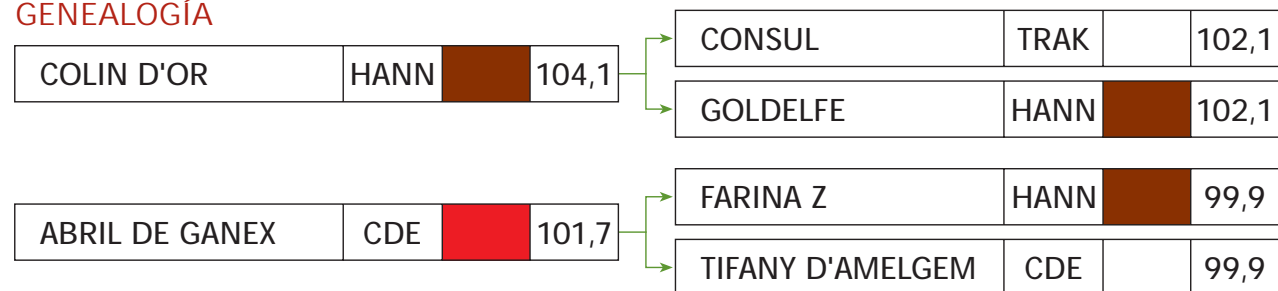 GENEALOGÍA
COLIN D'OR HANN 104,1
CONSUL TRAK 102,1
GOLDELFE HANN 102,1
ABRIL DE GANEX CDE 101,7
FARINA Z HANN 99,9
TIFANY D'AMELGEM CDE 99,9